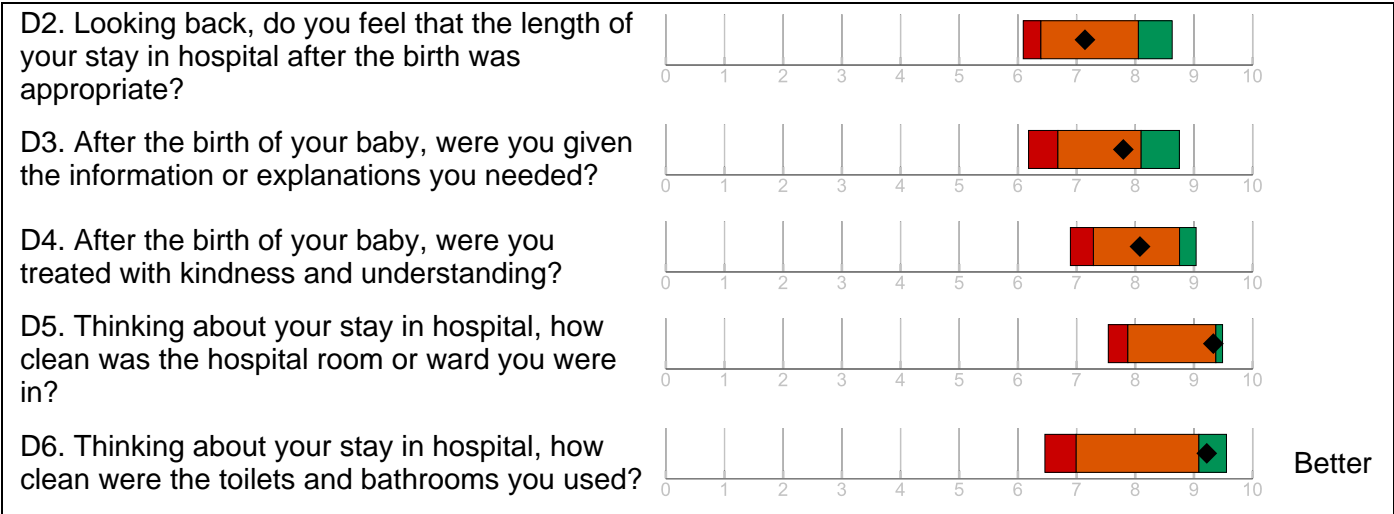 D2. Looking back, do you feel that the length of
your stay in hospital after the birth was
appropriate?
0 1 2 3 4 5 6 7 8 9 10
D3. After the birth of your baby, were you given
the information or explanations you needed?
0 1 2 3 4 5 6 7 8 9 10
D4. After the birth of your baby, were you
treated with kindness and understanding?
0 1 2 3 4 5 6 7 8 9 10
D5. Thinking about your stay in hospital, how
clean was the hospital room or ward you were
in?
0 1 2 3 4 5 6 7 8 9 10
D6. Thinking about your stay in hospital, how
clean were the toilets and bathrooms you used?
0 1 2 3 4 5 6 7 8 9 10
Better